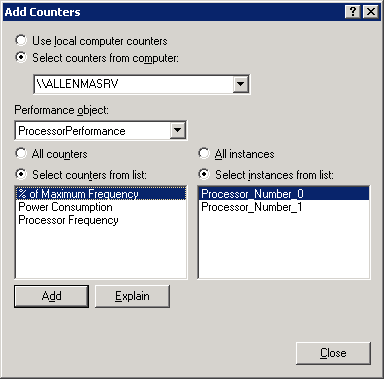 Add Counters
Use local computer counters
Select counters from computer:
\\ALLENMASRV
Performance object:
ProcessorPerformance
All counters
All instances
Select counters from list:
Select instances from list:
% of Maximum Frequency
Power Consumption
Processor Frequency
Processor_Number_0
Processor_Number_1
Add
Explain
Close